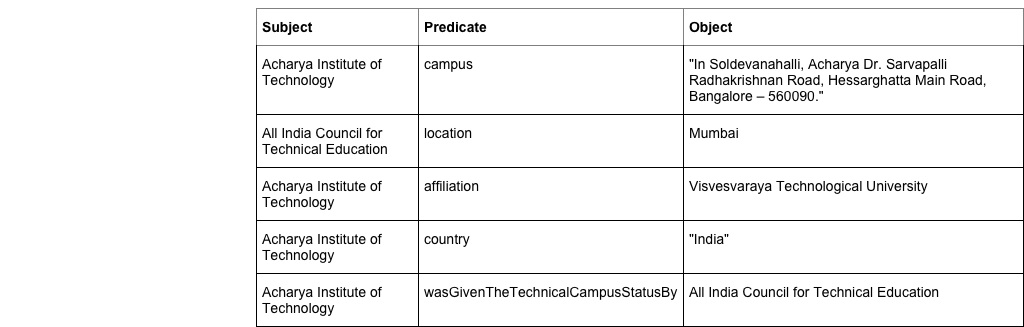 Subject Predicate Object
Acharya Institute of campus "In Soldevanahalli, Acharya Dr. Sarvapalli
Technology Radhakrishnan Road, Hessarghatta Main Road,
Bangalore – 560090."
All India Council for location Mumbai
Technical Education
Acharya Institute of affiliation Visvesvaraya Technological University
Technology
Acharya Institute of country "India"
Technology
Acharya Institute of wasGivenTheTechnicalCampusStatusBy All India Council for Technical Education
Technology